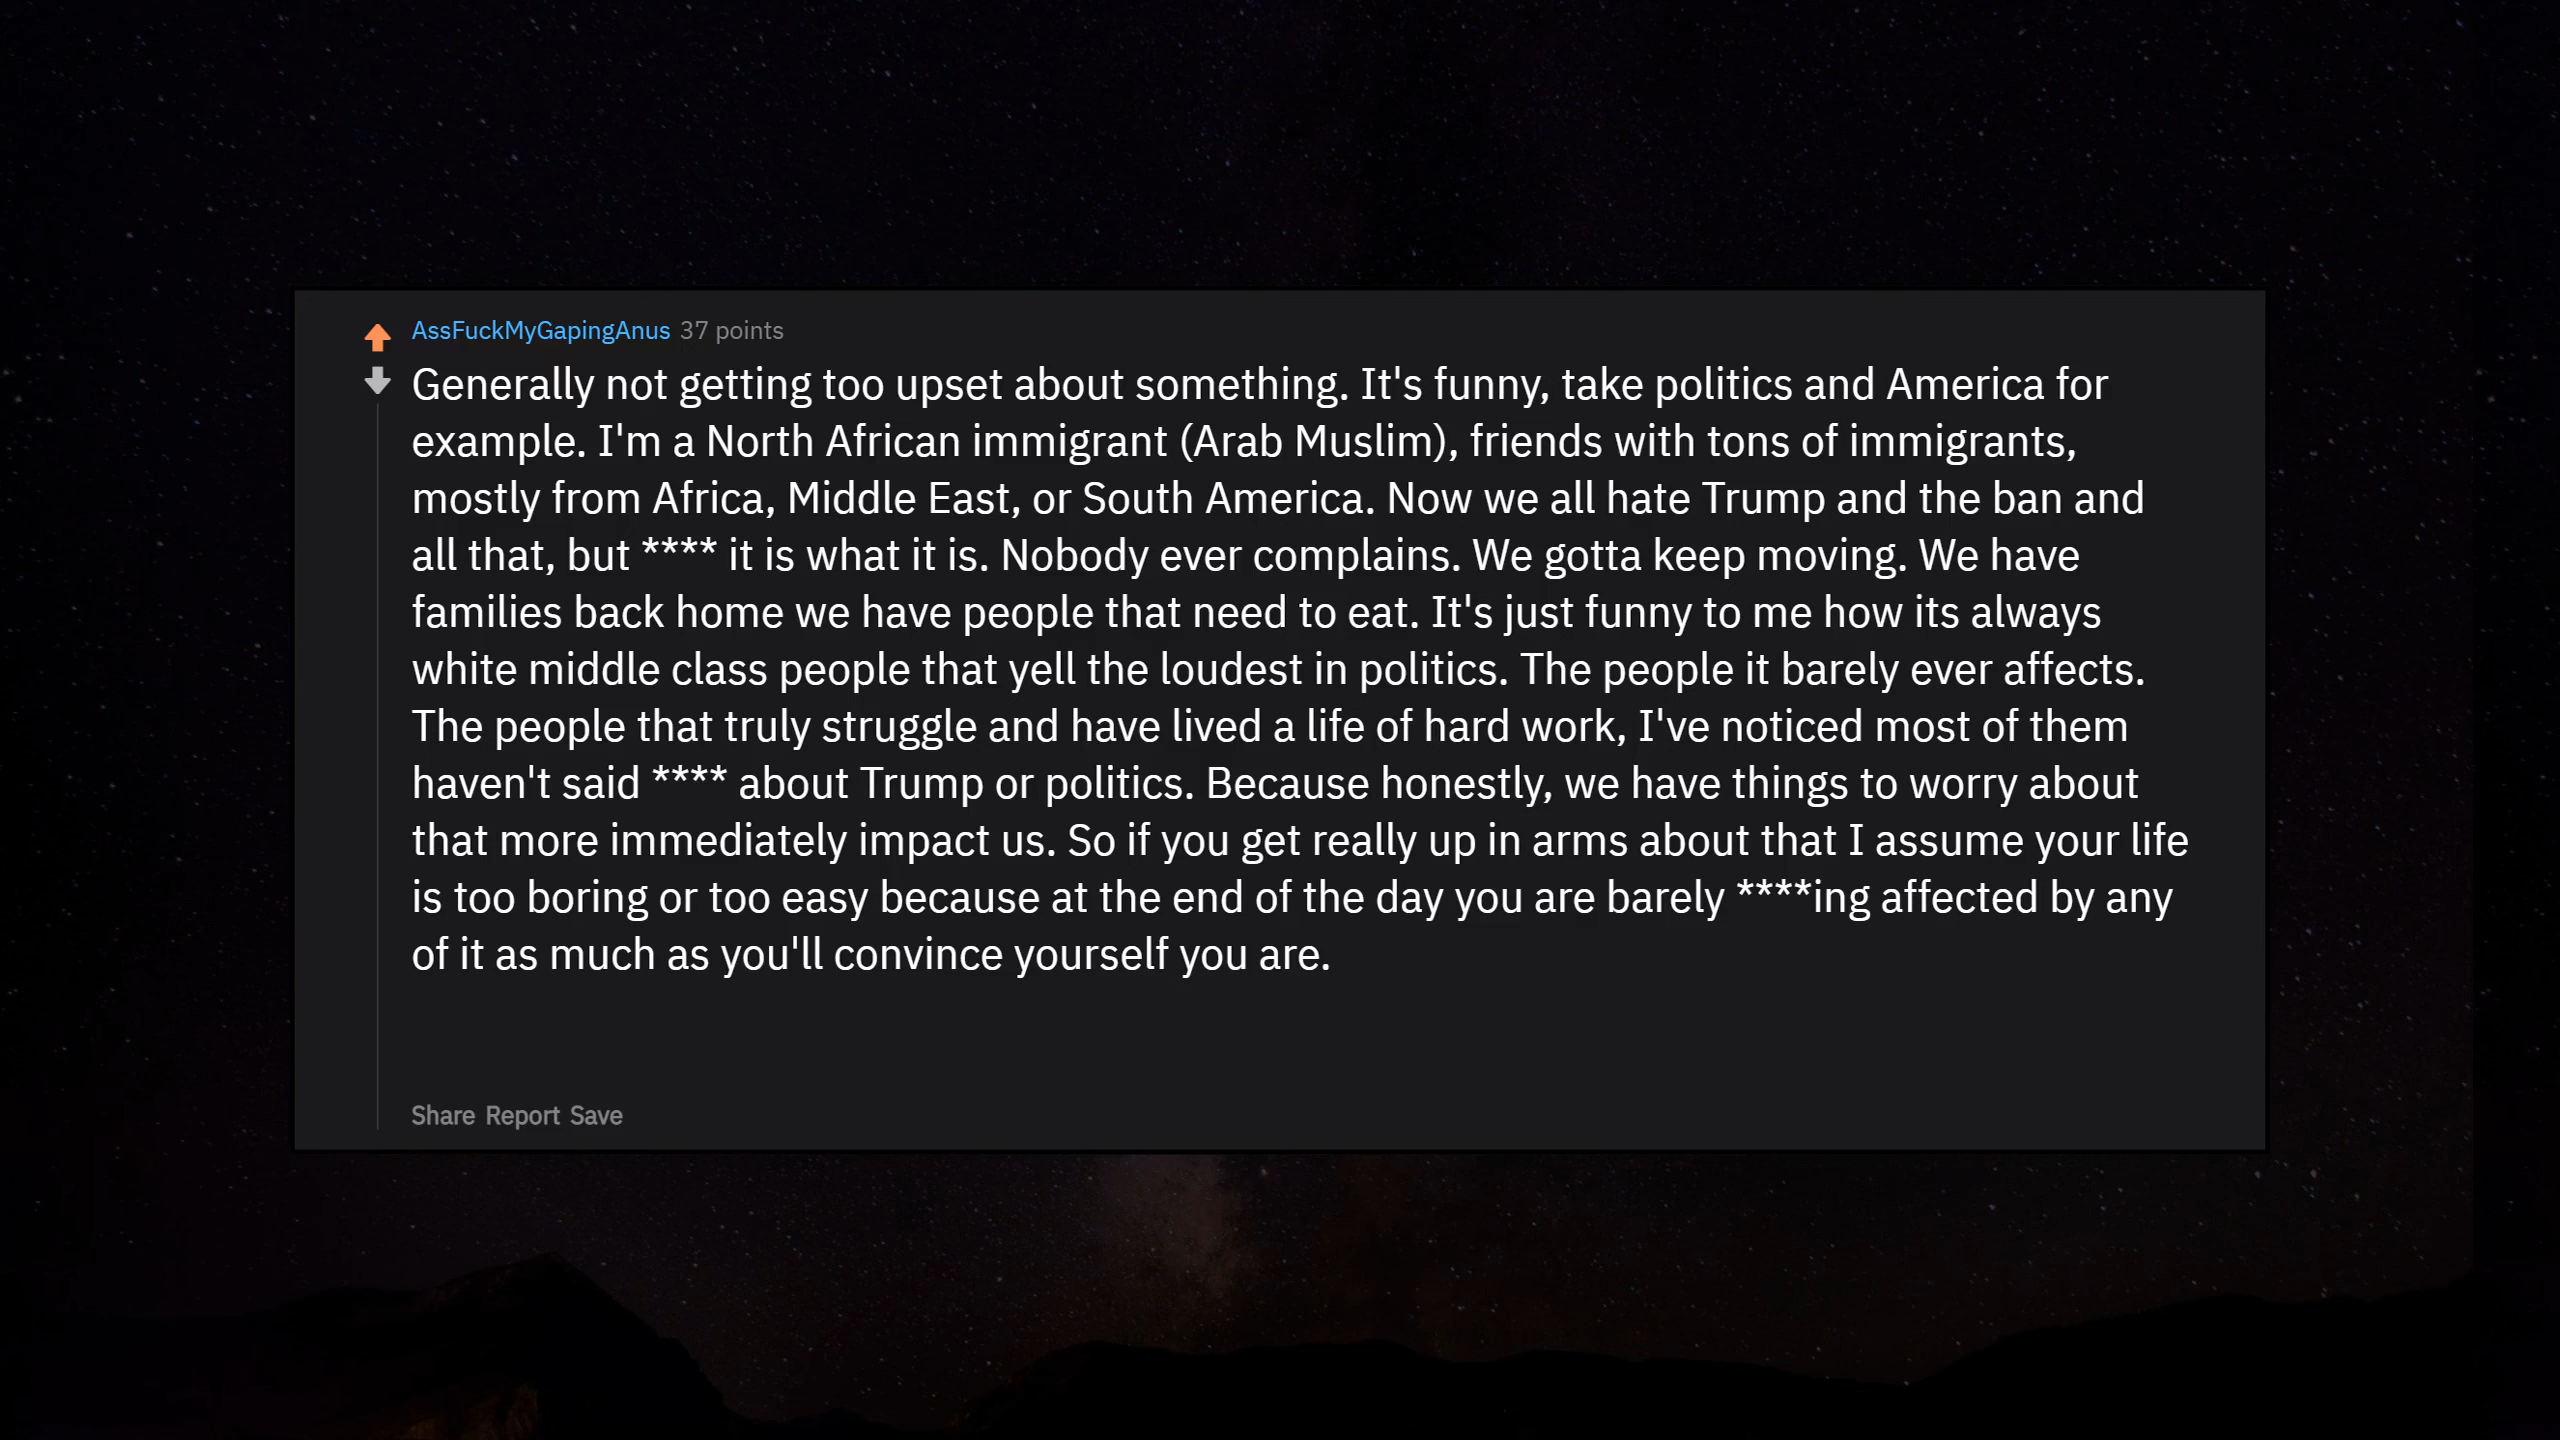 AssFuckMyGapingAnus 37 points
Generally not getting too upset about something. It's funny, take politics and America for
example. I'm a North African immigrant (Arab Muslim), friends with tons of immigrants,
mostly from Africa, Middle East, or South America. Now we all hate Trump and the ban and
all that, but **** it is what it is. Nobody ever complains. We gotta keep moving. We have
families back home we have people that need to eat. It's just funny to me how its always
white middle class people that yell the loudest in politics. The people it barely ever affects.
The people that truly struggle and have lived a life of hard work, I've noticed most of them
haven't said **** about Trump or politics. Because honestly, we have things to worry about
that more immediately impact us. So if you get really up in arms about that I assume your life
is too boring or too easy because at the end of the day you are barely ****ing affected by any
of it as much as you'll convince yourself you are.
Share Report Save